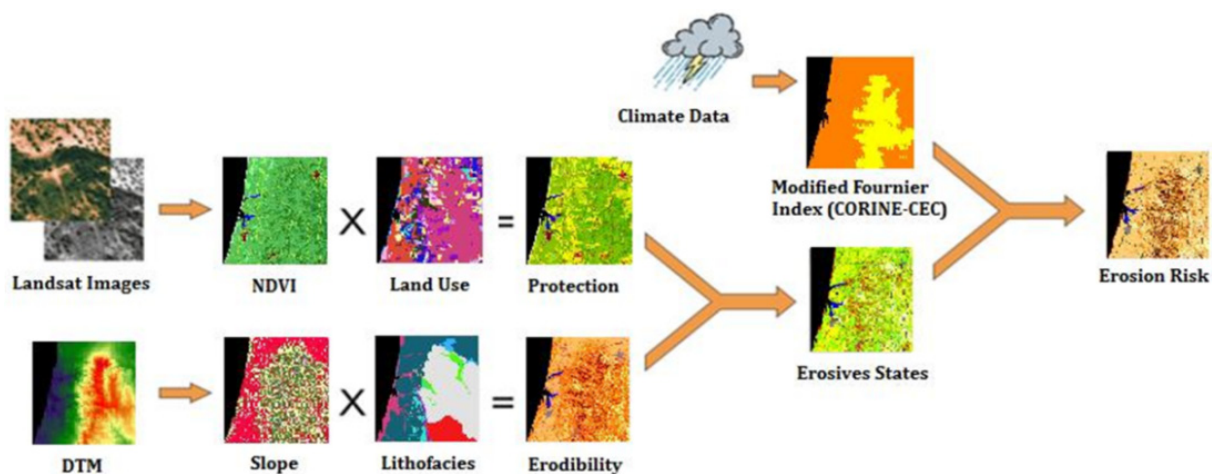 Climate Data
Modified Fournier
Index (CORINE-CEC)
Landsat Images
NDVI
X
Land Use
=
Protection
Erosives States
Erosion Risk
DTM
Slope
X
Lithofacies
=
Erodibility